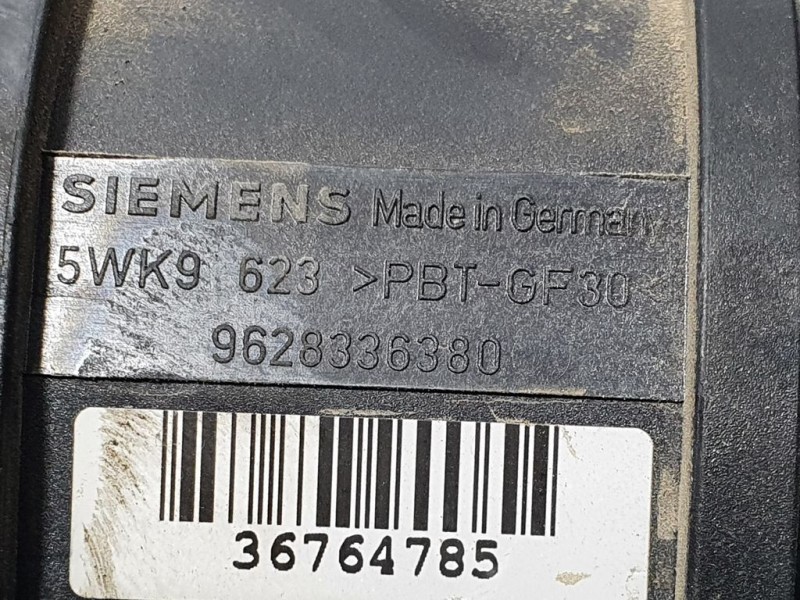 SIEMENS Made in Germany
5WK9 623 >PBT-GF30<
9628336380
36764785